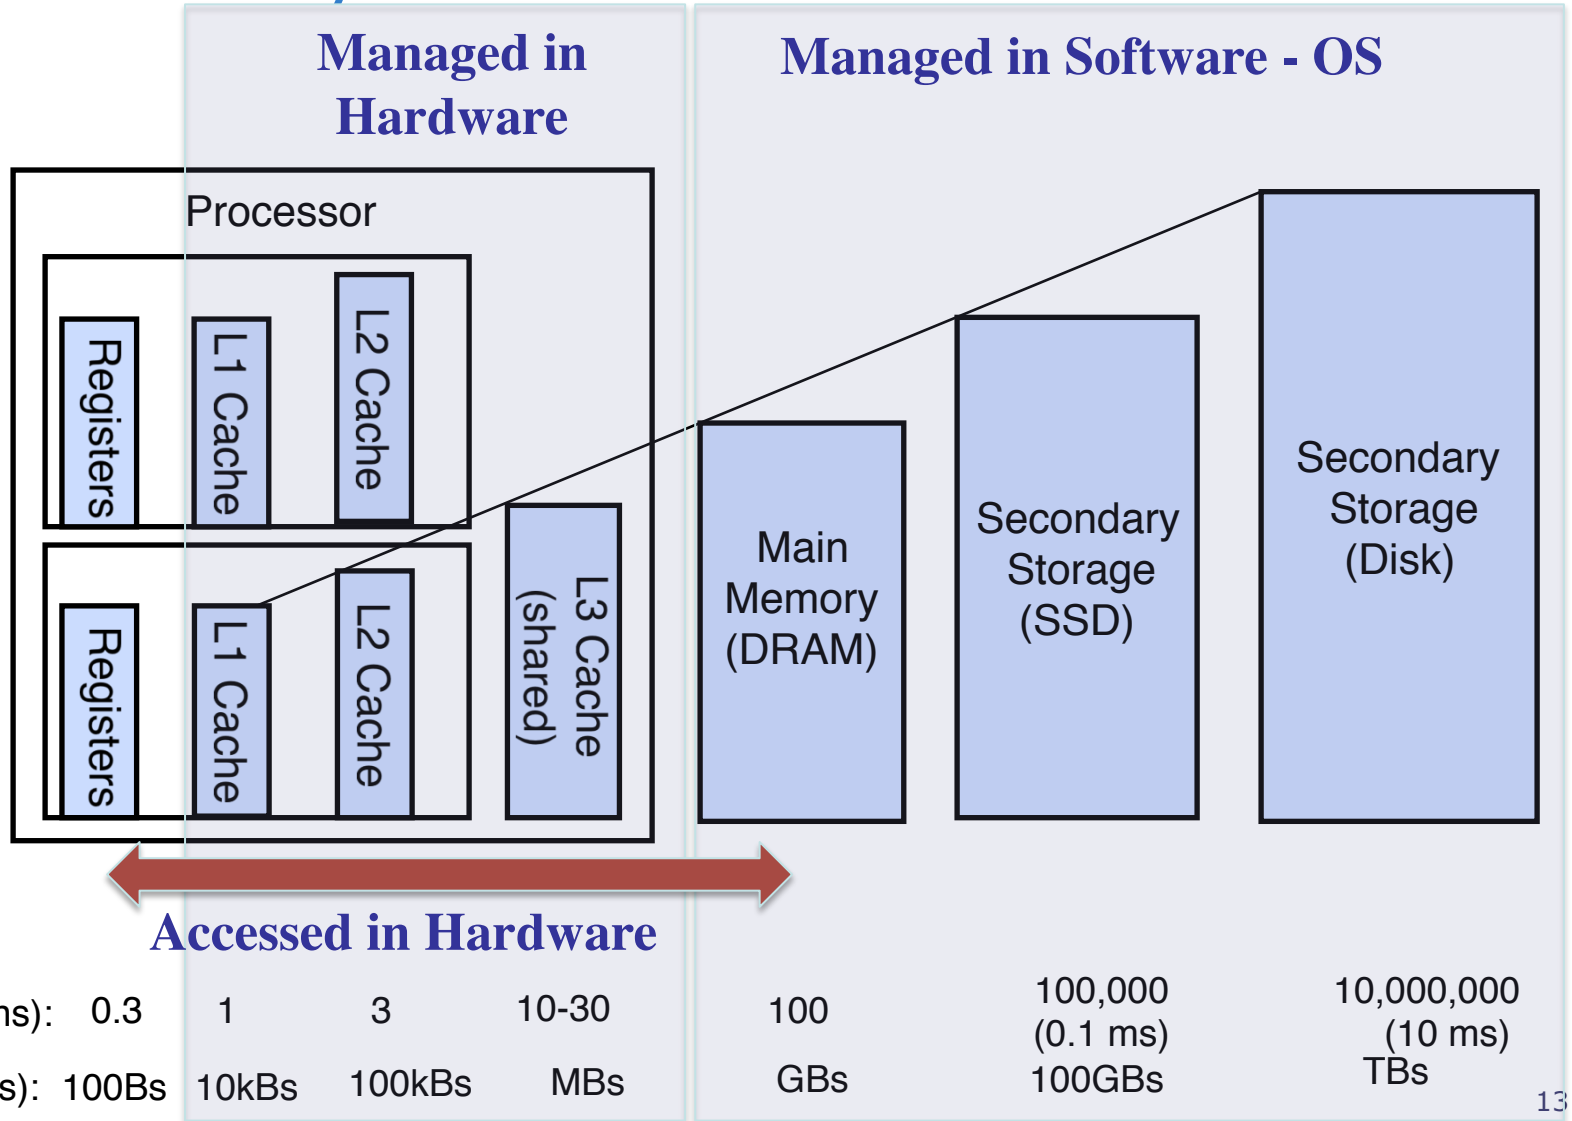 Managed in
Hardware
Managed in Software - OS
Processor
Registers
L1 Cache
L2 Cache
Registers
L1 Cache
L2 Cache
L3 Cache
(shared)
Main
Memory
(DRAM)
Secondary
Storage
(SSD)
Secondary
Storage
(Disk)
Accessed in Hardware
ns): 0.3 1 3 10-30 100 100,000 (0.1 ms) 10,000,000 (10 ms)
s): 100Bs 10kBs 100kBs MBs GBs 100GBs TBs
13